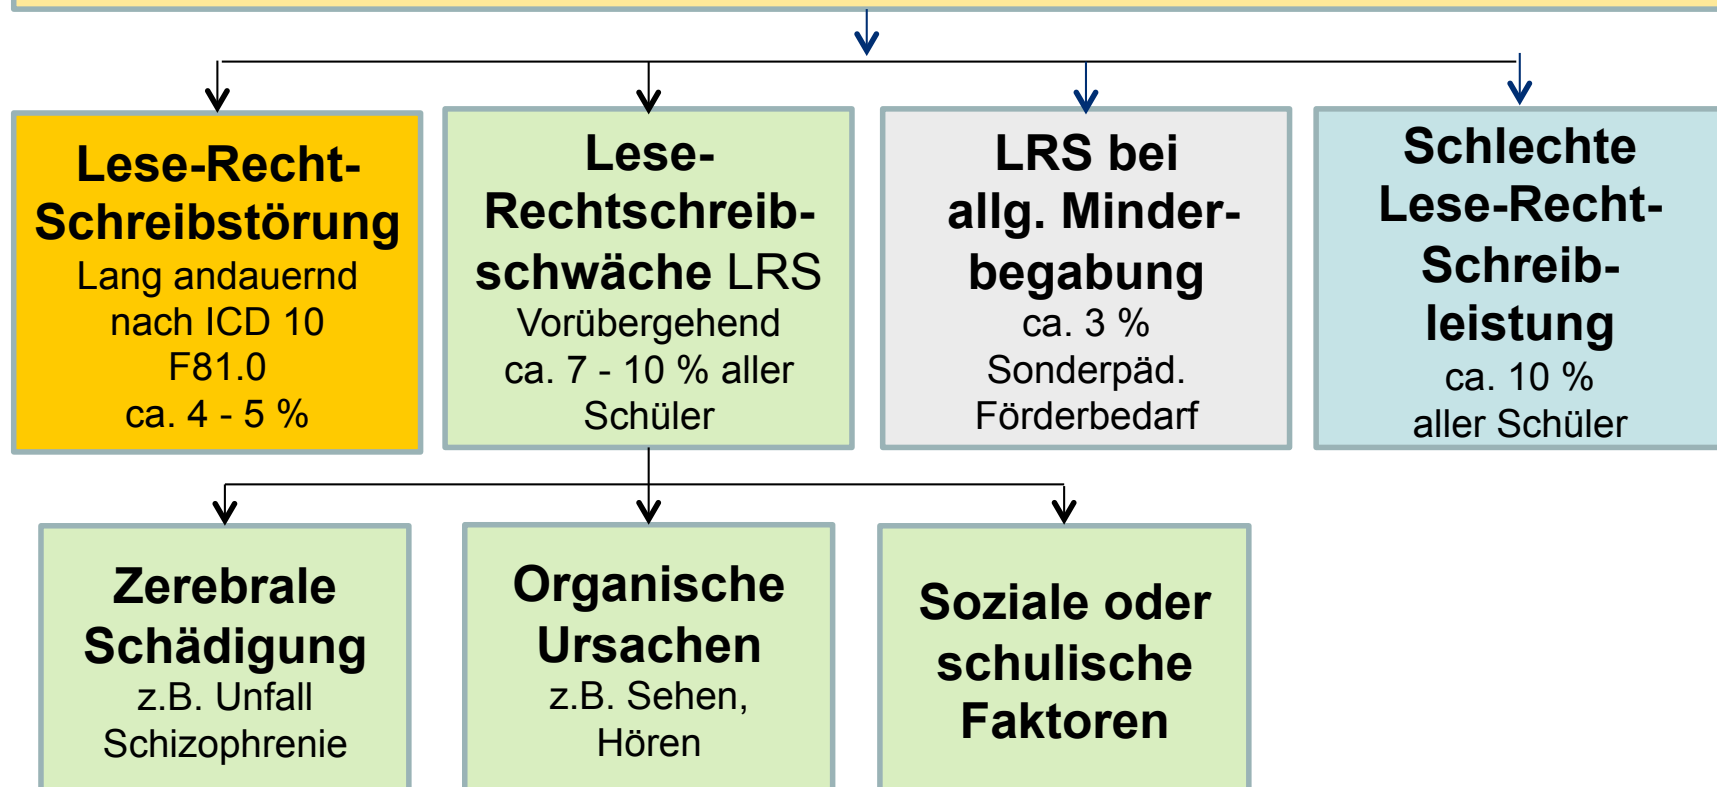 Lese-Recht-
Schreibstörung
Lang andauernd
nach ICD 10
F81.0
ca. 4 - 5 %
Lese-
Rechtschreib-
schwäche LRS
Vorübergehend
ca. 7 - 10 % aller
Schüler
LRS bei
allg. Minder-
begabung
ca. 3 %
Sonderpäd.
Förderbedarf
Schlechte
Lese-Recht-
Schreib-
leistung
ca. 10 %
aller Schüler
Zerebrale
Schädigung
z.B. Unfall
Schizophrenie
Organische
Ursachen
z.B. Sehen,
Hören
Soziale oder
schulische
Faktoren